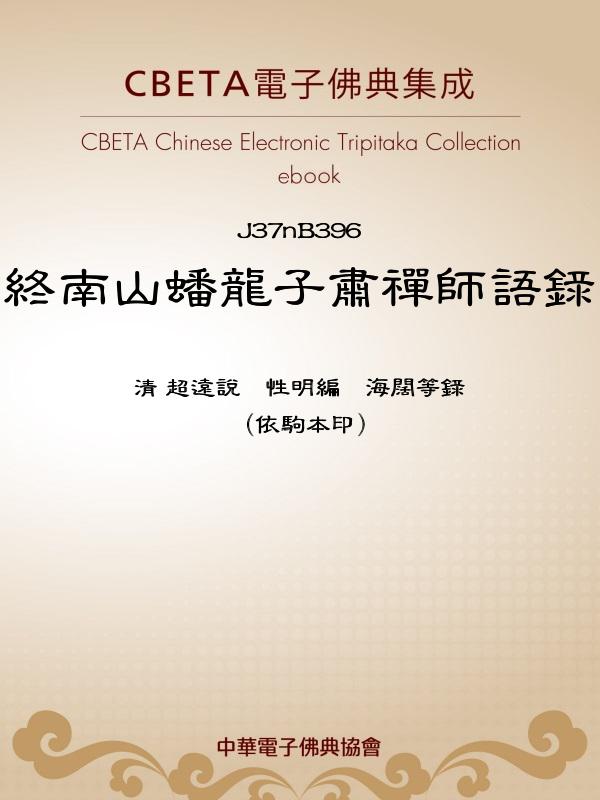 CBETA電子佛典集成
CBETA Chinese Electronic Tripitaka Collection
ebook
J37nB396
終南山蟠龍子肅禪師語錄
清 超遠說　性明編　海闊等錄
(依駒本印)
中華電子佛典協會